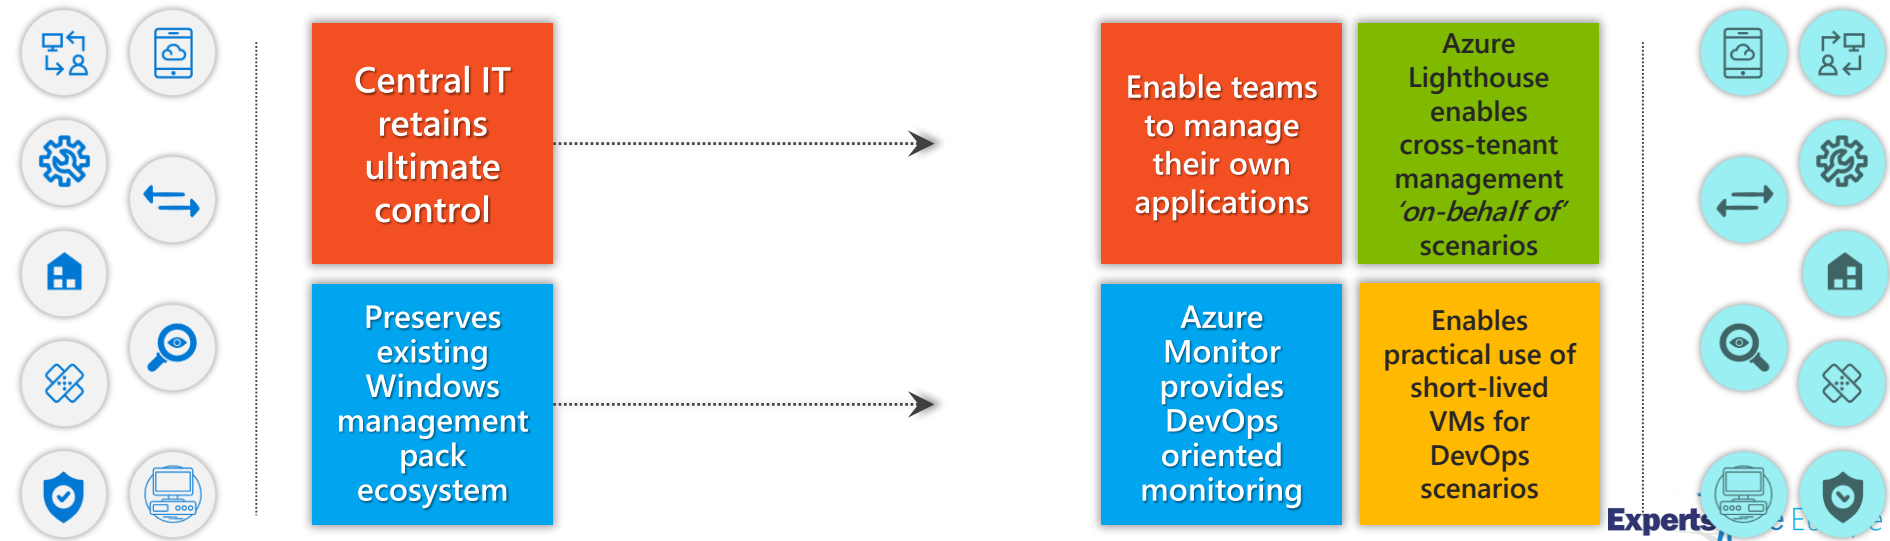 Central IT
retains
ultimate
control
Preserves
existing
Windows
management
pack
ecosystem
Enable teams
to manage
their own
applications
Azure
Lighthouse
enables
cross-tenant
management
‘on-behalf of’
scenarios
Azure
Monitor
provides
DevOps
oriented
monitoring
Enables
practical use of
short-lived
VMs for
DevOps
scenarios
Experts